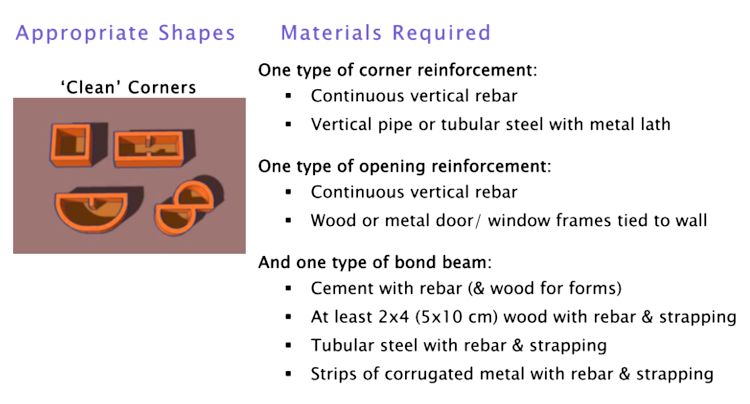 Appropriate Shapes
Materials Required
‘Clean’ Corners
One type of corner reinforcement:
▪ Continuous vertical rebar
▪ Vertical pipe or tubular steel with metal lath
One type of opening reinforcement:
▪ Continuous vertical rebar
▪ Wood or metal door/ window frames tied to wall
And one type of bond beam:
▪ Cement with rebar (& wood for forms)
▪ At least 2x4 (5x10 cm) wood with rebar & strapping
▪ Tubular steel with rebar & strapping
▪ Strips of corrugated metal with rebar & strapping